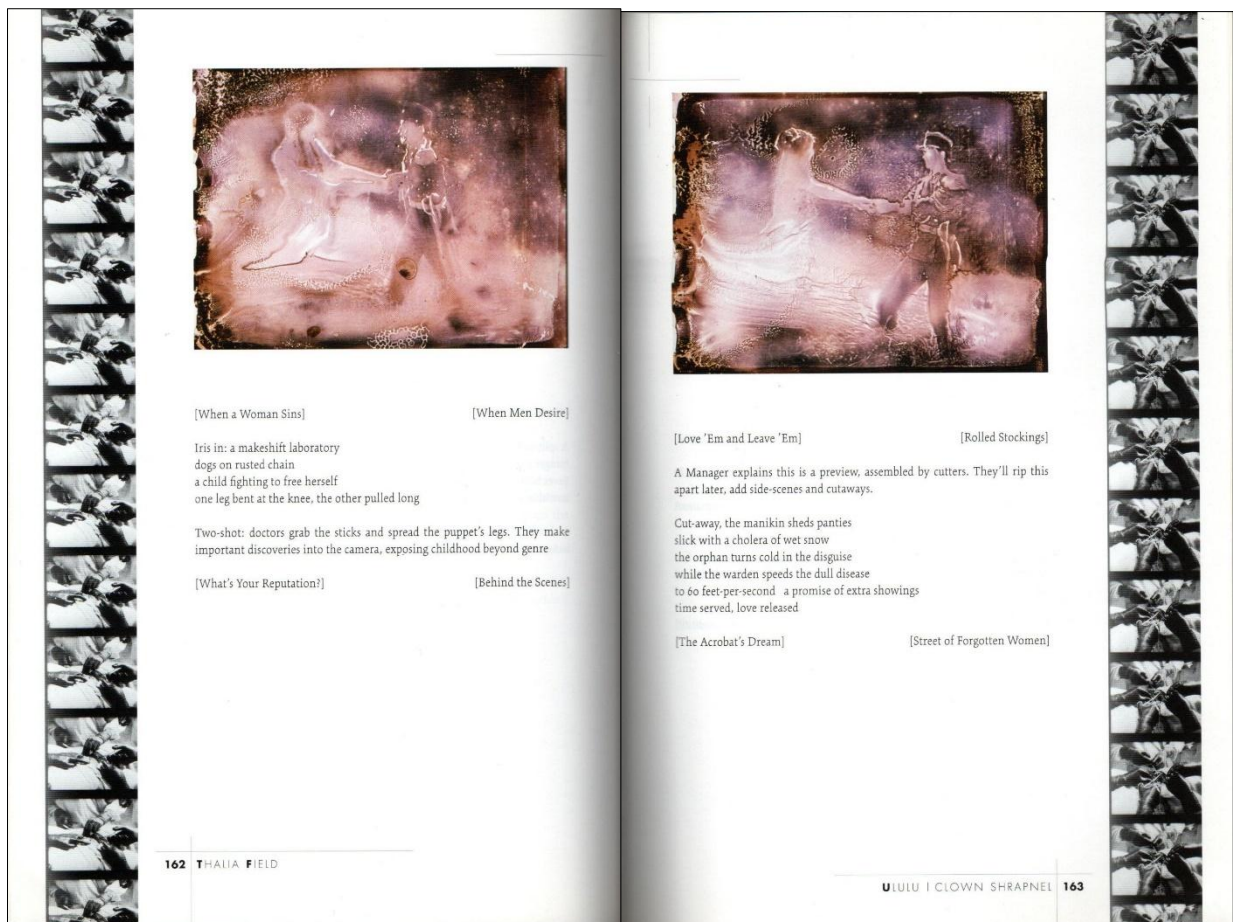 [When a Woman Sins] [When Men Desire]
Iris in: a makeshift laboratory
dogs on rusted chain
a child fighting to free herself
one leg bent at the knee, the other pulled long
Two-shot: doctors grab the sticks and spread the puppet's legs. They make
important discoveries into the camera, exposing childhood beyond genre
[What's Your Reputation?] [Behind the Scenes]
162 THALIA FIELD
[Love 'Em and Leave 'Em] [Rolled Stockings]
A Manager explains this is a preview, assembled by cutters. They'll rip this
apart later, add side-scenes and cutaways.
Cut-away, the manikin sheds panties
slick with a cholera of wet snow
the orphan turns cold in the disguise
while the warden speeds the dull disease
to 60 feet-per-second a promise of extra showings
time served, love released
[The Acrobat's Dream] [Street of Forgotten Women]
ULULU | CLOWN SHRAPNEL 163